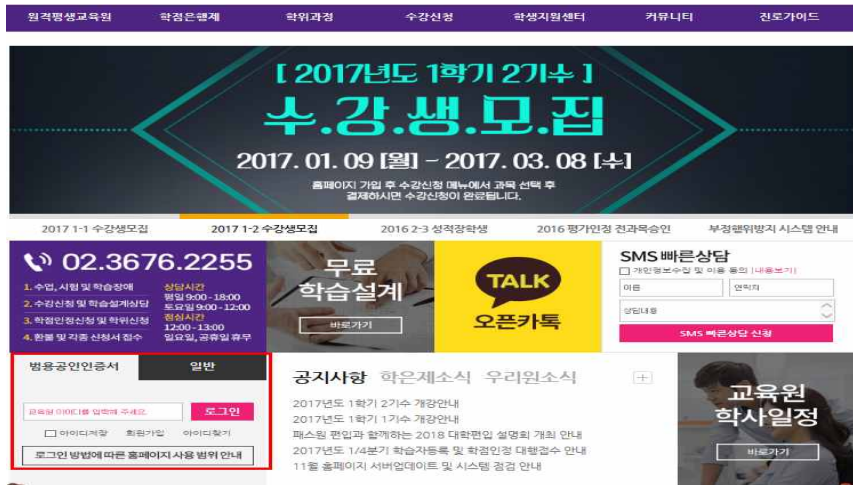 원격평생교육원 학점은행제 학위과정 수강신청 학생지원센터 커뮤니티 진로가이드
[ 2017년도 1학기 2기수 ]
수.강.생.모.집
2017. 01. 09 [월] - 2017. 03. 08 [수]
홈페이지 가입 후 수강신청 메뉴에서 과목 선택 후
결제하시면 수강신청이 완료됩니다.
2017 1-1 수강생모집 2017 1-2 수강생모집 2016 2-3 성적장학생 2016 평가인정 전과목승인 부정행위방지 시스템 안내
02.3676.2255
1. 수업, 시험 및 학습장애
2. 수강신청 및 학습설계상담
3. 학점인정신청 및 학위신청
4. 환불 및 각종 신청서 접수
상담시간
평일 9:00 - 18:00
토요일 9:00 - 12:00
점심시간
12:00 - 13:00
일요일, 공휴일 휴무
무료
학습설계
바로가기
TALK
오픈카톡
SMS 빠른상담
개인정보수집 및 이용 동의 [내용보기]
이름 연락처
상담내용
SMS 빠른상담 신청
범용공인인증서 일반
교육원 아이디를 입력해 주세요. 로그인
아이디저장 회원가입 아이디찾기
로그인 방법에 따른 홈페이지 사용 범위 안내
공지사항 학은제소식 우리원소식
2017년도 1학기 2기수 개강안내
2017년도 1학기 1기수 개강안내
패스원 편입과 함께하는 2018 대학편입 설명회 개최 안내
2017년도 1/4분기 학습자등록 및 학점인정 대행접수 안내
11월 홈페이지 서버업데이트 및 시스템 점검 안내
교육원
학사일정
바로가기